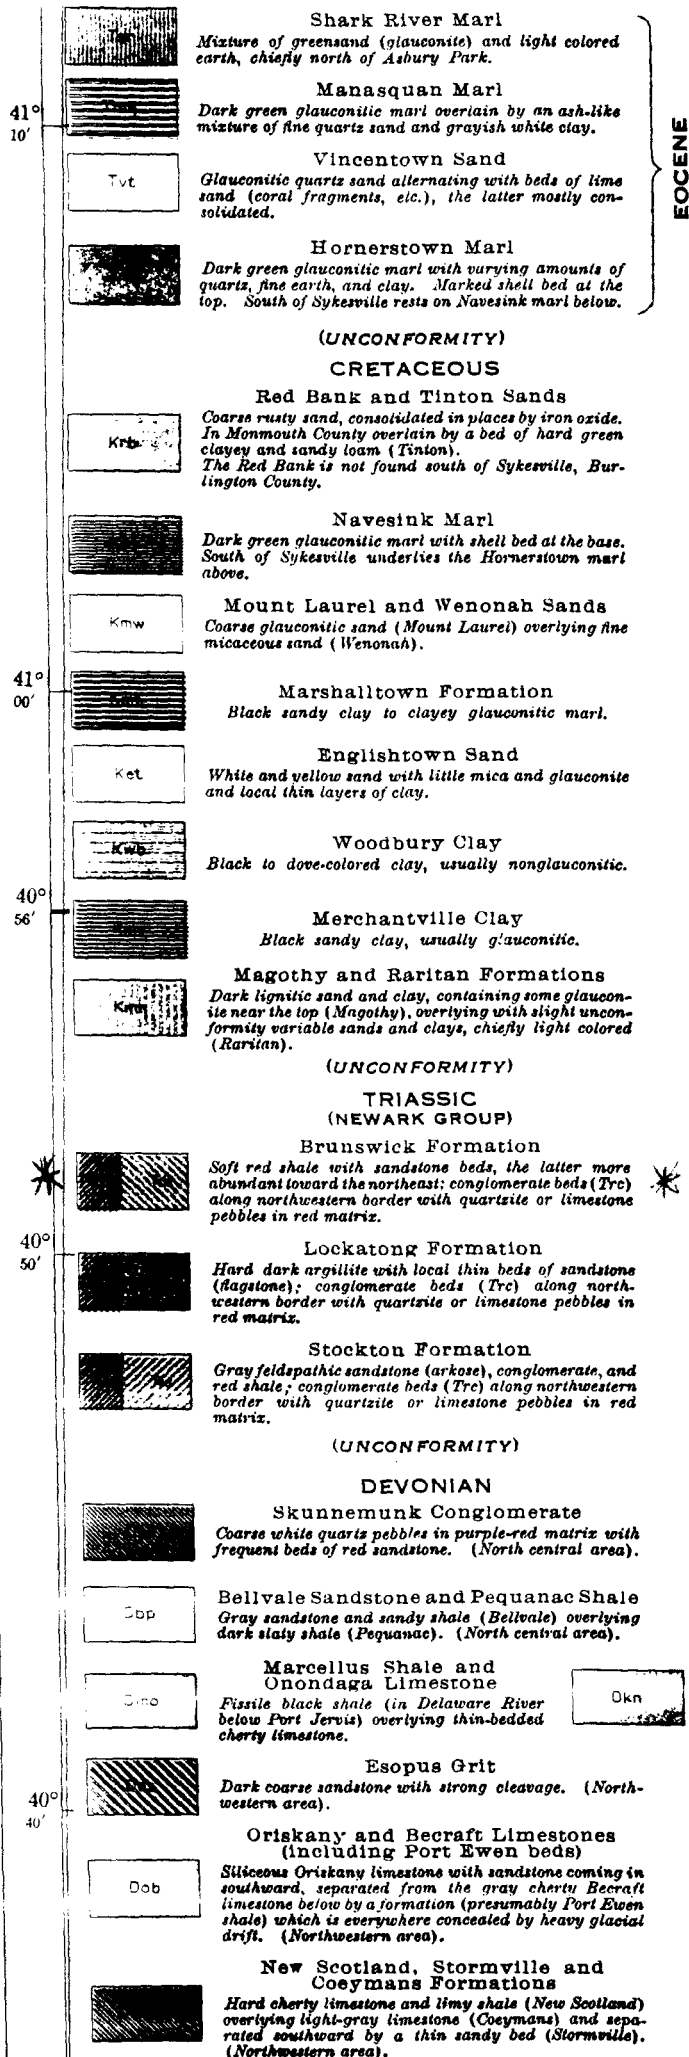 Shark River Marl
Mixture of greensand (glauconite) and light colored
earth, chiefly north of Asbury Park.
Manasquan Marl
Dark green glauconitic marl overlain by an ash-like
mixture of fine quartz sand and grayish white clay.
41°
10′
Tvt
Vincentown Sand
Glauconitic quartz sand alternating with beds of lime
sand (coral fragments, etc.), the latter mostly con-
solidated.
EOCENE
Hornerstown Marl
Dark green glauconitic marl with varying amounts of
quartz, fine earth, and clay. Marked shell bed at the
top. South of Sykesville rests on Navesink marl below.
(UNCONFORMITY)
CRETACEOUS
Red Bank and Tinton Sands
Krb
Coarse rusty sand, consolidated in places by iron oxide.
In Monmouth County overlain by a bed of hard green
clayey and sandy loam (Tinton).
The Red Bank is not found south of Sykesville, Bur-
lington County.
Navesink Marl
Dark green glauconitic marl with shell bed at the base.
South of Sykesville underlies the Hornerstown marl
above.
Kmw
Mount Laurel and Wenonah Sands
Coarse glauconitic sand (Mount Laurel) overlying fine
micaceous sand (Wenonah).
41°
00′
Marshalltown Formation
Black sandy clay to clayey glauconitic marl.
Ket
Englishtown Sand
White and yellow sand with little mica and glauconite
and local thin layers of clay.
Kwb
Woodbury Clay
Black to dove-colored clay, usually nonglauconitic.
40°
56′
Merchantville Clay
Black sandy clay, usually glauconitic.
Magothy and Raritan Formations
Dark lignitic sand and clay, containing some glaucon-
ite near the top (Magothy), overlying with slight uncon-
formity variable sands and clays, chiefly light colored
(Raritan).
(UNCONFORMITY)
TRIASSIC
(NEWARK GROUP)
Brunswick Formation
Soft red shale with sandstone beds, the latter more
abundant toward the northeast; conglomerate beds (Trc)
along northwestern border with quartzite or limestone
pebbles in red matrix.
40°
50′
Lockatong Formation
Hard dark argillite with local thin beds of sandstone
(flagstone); conglomerate beds (Trc) along north-
western border with quartzite or limestone pebbles in
red matrix.
Stockton Formation
Gray feldspathic sandstone (arkose), conglomerate, and
red shale; conglomerate beds (Trc) along northwestern
border with quartzite or limestone pebbles in red
matrix.
(UNCONFORMITY)
DEVONIAN
Skunnemunk Conglomerate
Coarse white quartz pebbles in purple-red matrix with
frequent beds of red sandstone. (North central area).
Dbp
Bellvale Sandstone and Pequanac Shale
Gray sandstone and sandy shale (Bellvale) overlying
dark slaty shale (Pequanac). (North central area).
Marcellus Shale and
Onondaga Limestone
Fissile black shale (in Delaware River
below Port Jervis) overlying thin-bedded
cherty limestone.
Dkn
Esopus Grit
Dark coarse sandstone with strong cleavage. (North-
western area).
40°
40′
Oriskany and Becraft Limestones
(including Port Ewen beds)
Dob
Siliceous Oriskany limestone with sandstone coming in
southward, separated from the gray cherty Becraft
limestone below by a formation (presumably Port Ewen
shale) which is everywhere concealed by heavy glacial
drift. (Northwestern area).
New Scotland, Stormville and
Coeymans Formations
Hard cherty limestone and limy shale (New Scotland)
overlying light-gray limestone (Coeymans) and sepa-
rated southward by a thin sandy bed (Stormville).
(Northwestern area).